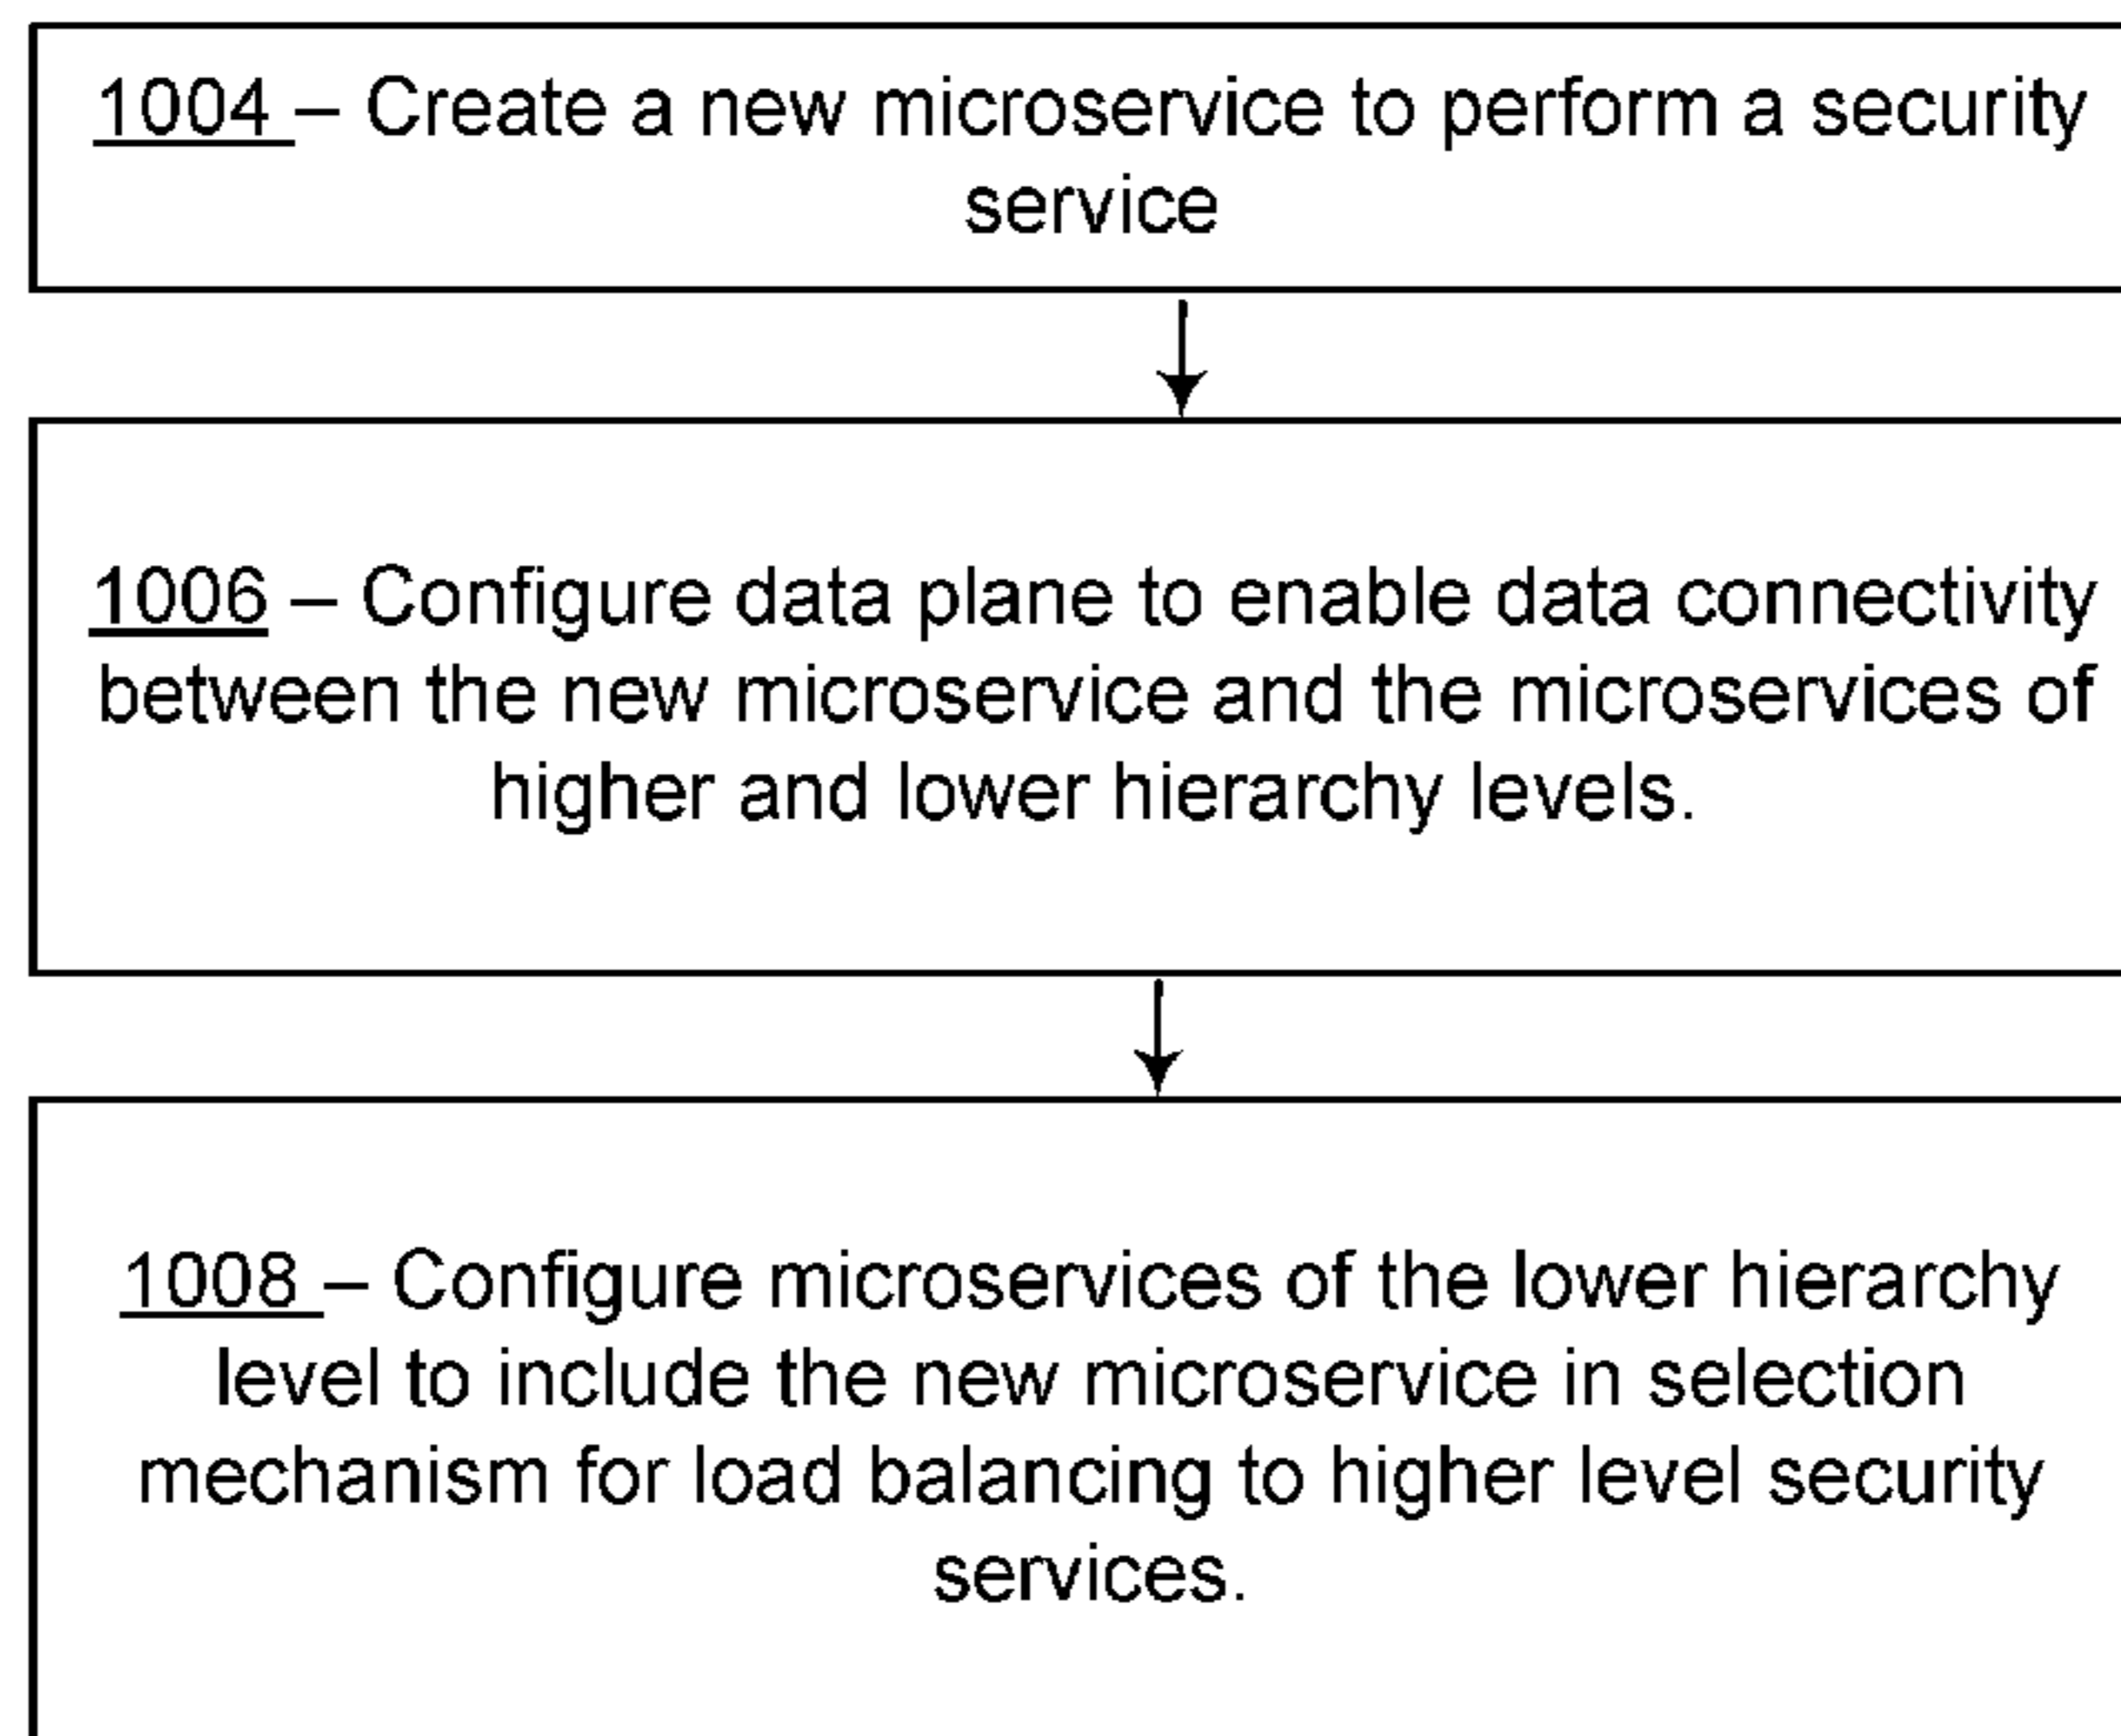 1004 – Create a new microservice to perform a security
service
1006 – Configure data plane to enable data connectivity
between the new microservice and the microservices of
higher and lower hierarchy levels.
1008 – Configure microservices of the lower hierarchy
level to include the new microservice in selection
mechanism for load balancing to higher level security
services.